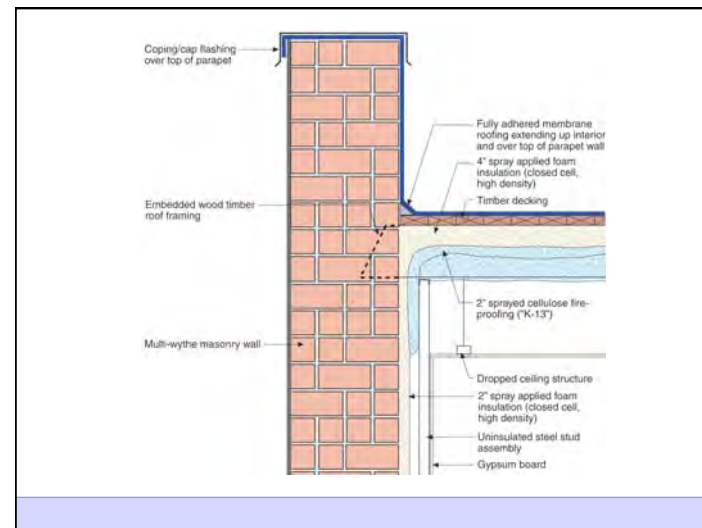 Coping/cap flashing
over top of parapet
Fully adhered membrane
roofing extending up interior
and over top of parapet wall
4" spray applied foam
insulation (closed cell,
high density)
Timber decking
Embedded wood timber
roof framing
2" sprayed cellulose fire-
proofing ("K-13")
Multi-wythe masonry wall
Dropped ceiling structure
2" spray applied foam
insulation (closed cell,
high density)
Uninsulated steel stud
assembly
Gypsum board